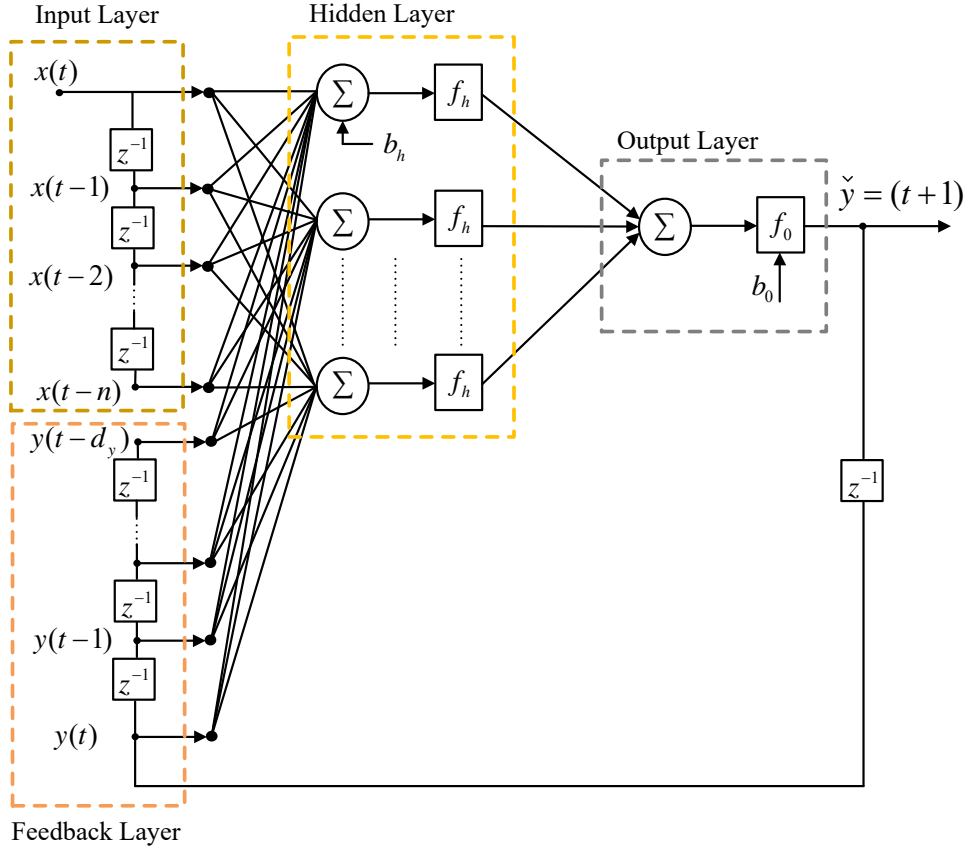 Input Layer
x(t)
z⁻¹
x(t−1)
z⁻¹
x(t−2)
z⁻¹
x(t−n)
Hidden Layer
∑
f_h
b_h
∑
f_h
∑
f_h
Output Layer
∑
f_0
b_0
y̌ = (t+1)
z⁻¹
y(t−d_y)
z⁻¹
z⁻¹
y(t−1)
z⁻¹
y(t)
Feedback Layer